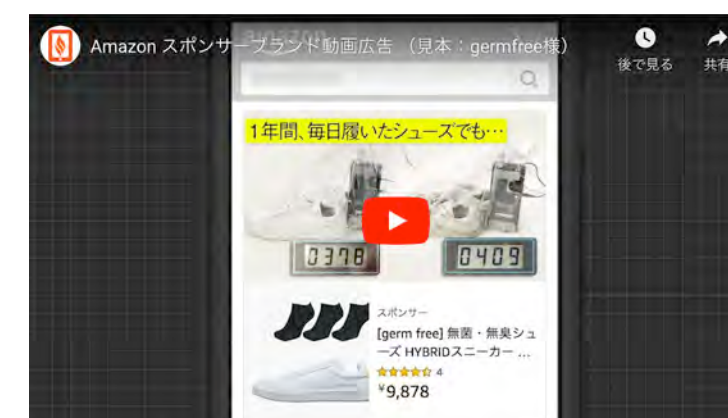 amazon
Amazon スポンサーブランド動画広告 （見本：germfree様）
後で見る
共有
1年間、毎日履いたシューズでも…
0378
0409
スポンサー
[germ free] 無菌・無臭シュ
ーズ HYBRIDスニーカー …
4
¥9,878